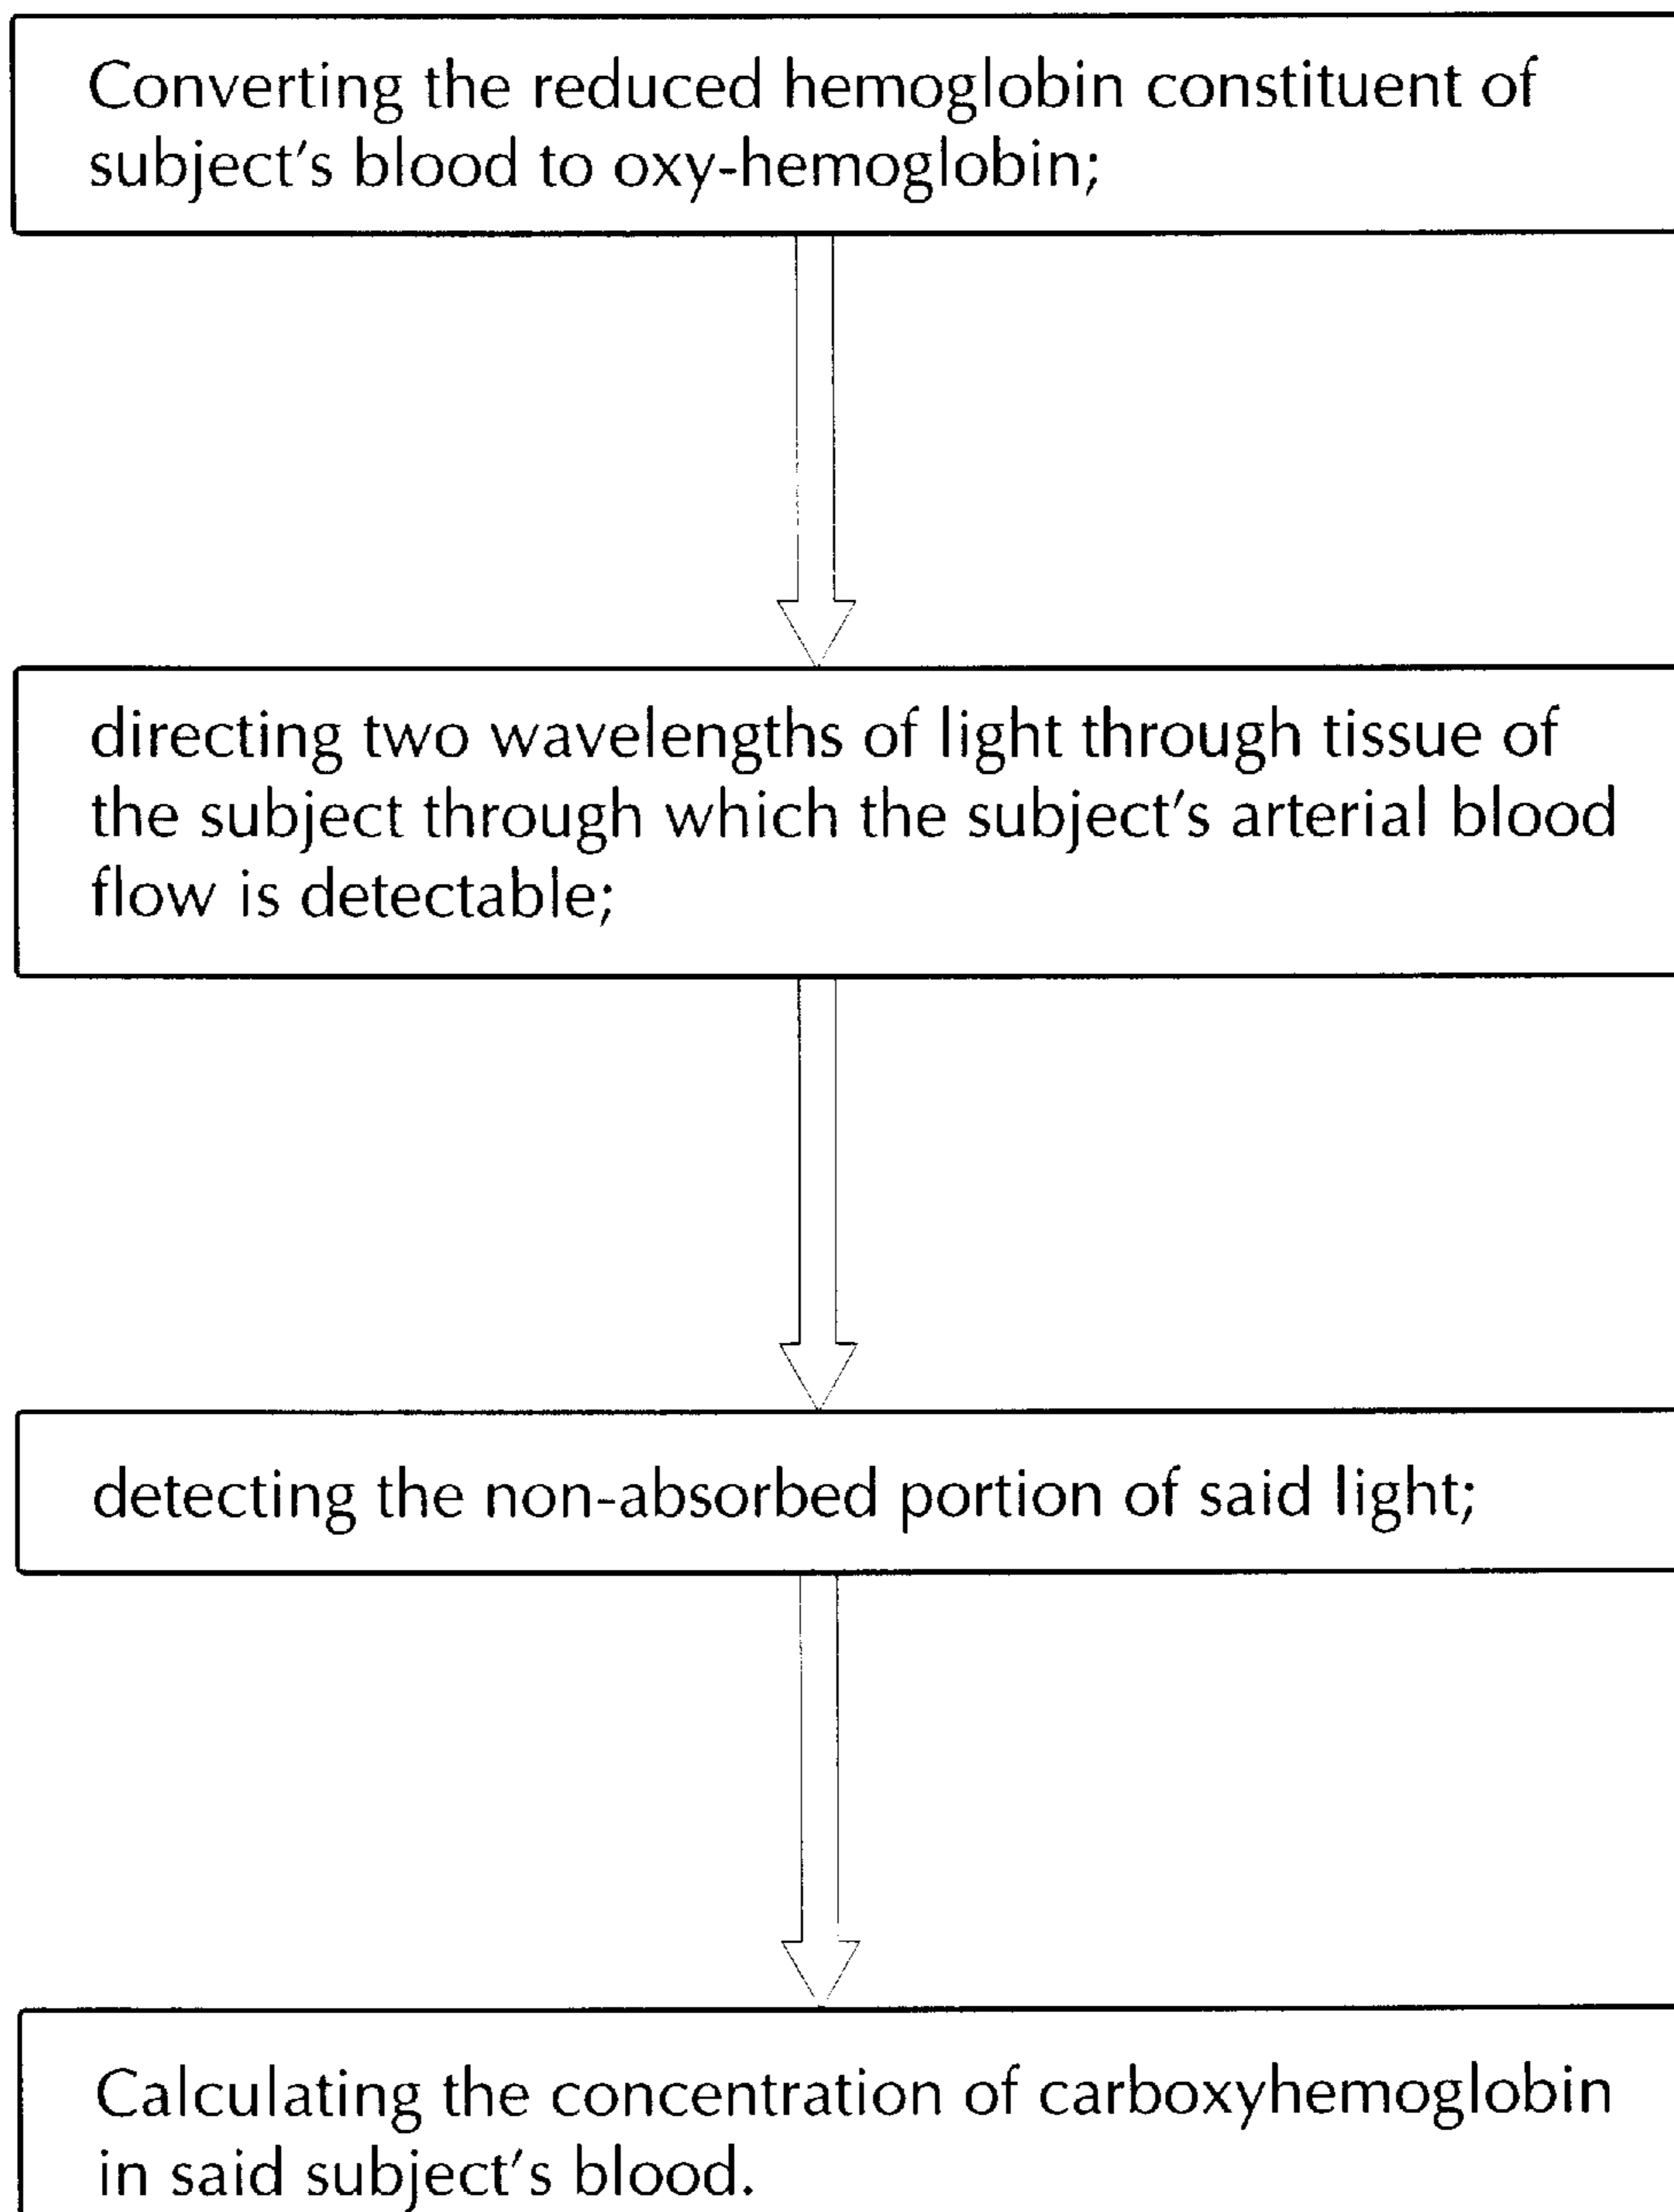 Converting the reduced hemoglobin constituent of
subject's blood to oxy-hemoglobin;
directing two wavelengths of light through tissue of
the subject through which the subject's arterial blood
flow is detectable;
detecting the non-absorbed portion of said light;
Calculating the concentration of carboxyhemoglobin
in said subject's blood.